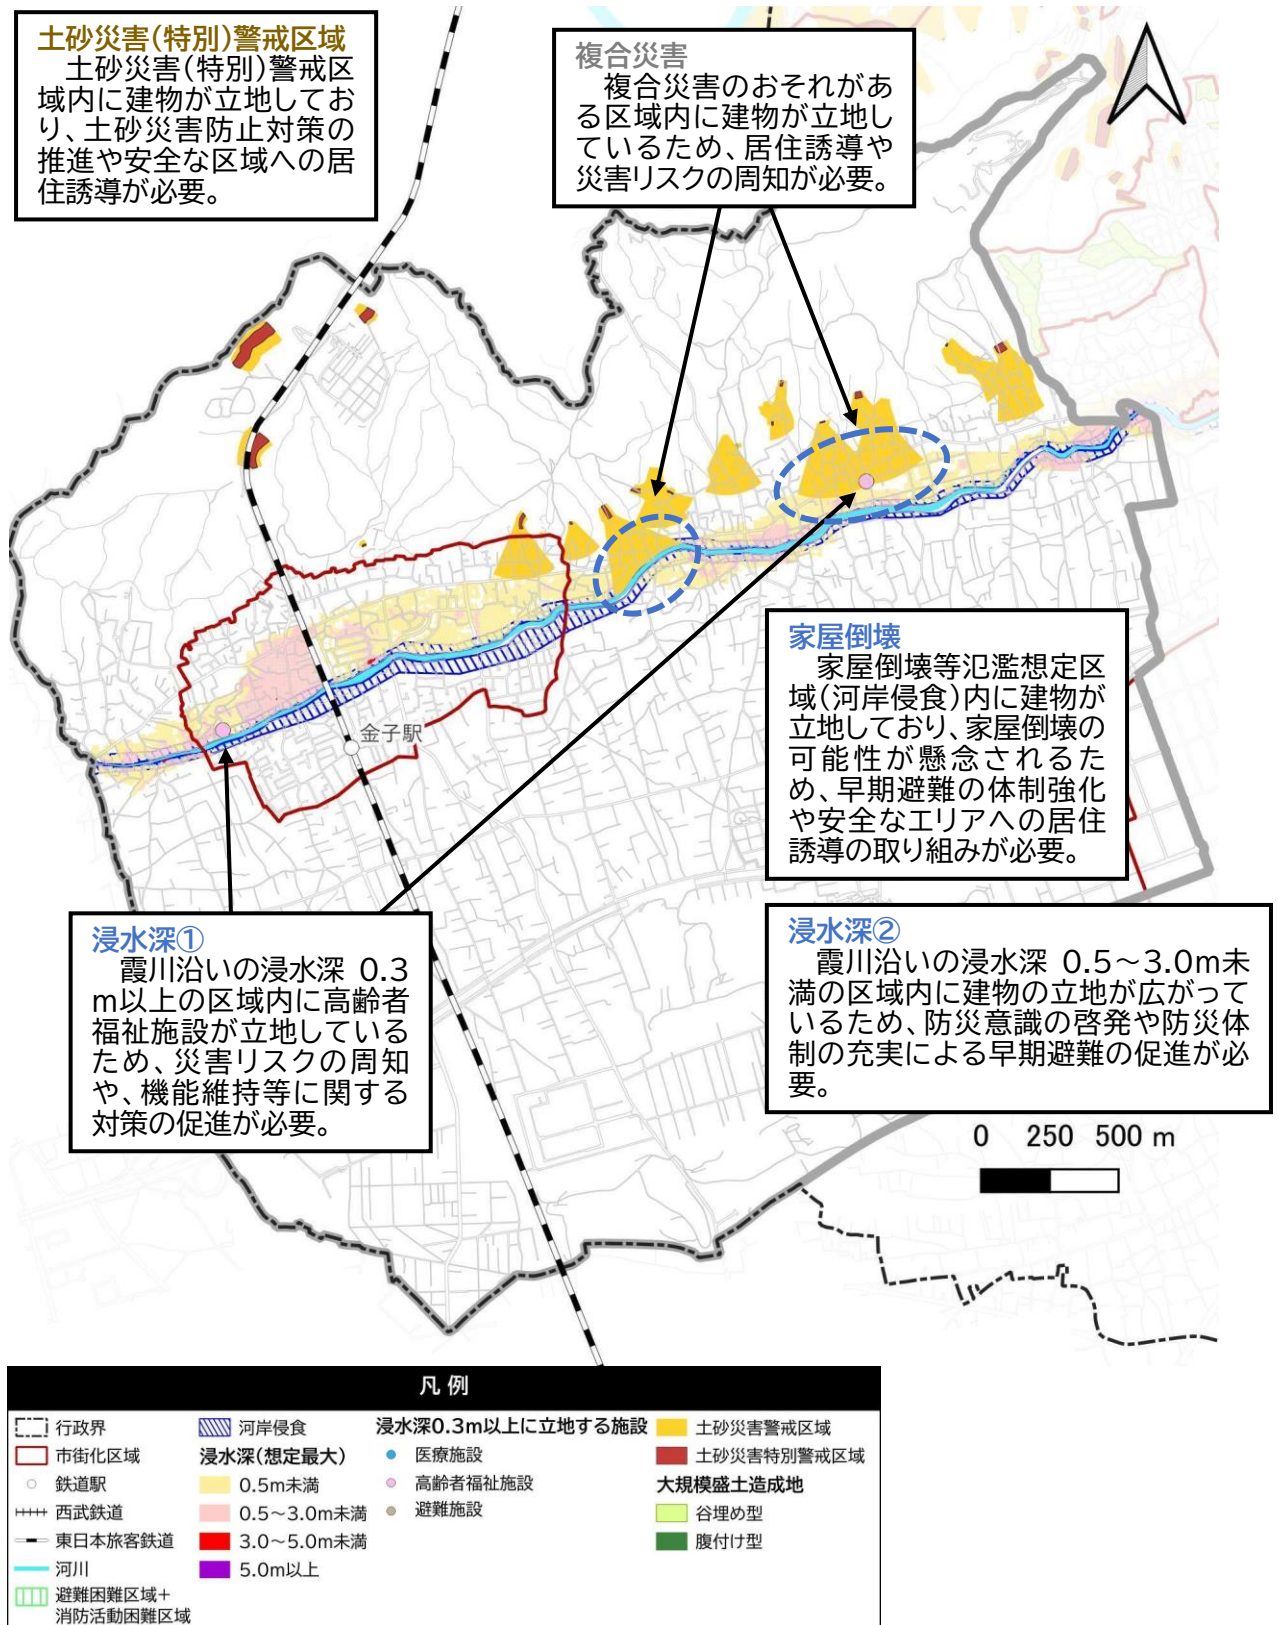 土砂災害(特別)警戒区域
土砂災害(特別)警戒区
域内に建物が立地してお
り、土砂災害防止対策の
推進や安全な区域への居
住誘導が必要。
複合災害
複合災害のおそれがあ
る区域内に建物が立地し
ているため、居住誘導や
災害リスクの周知が必要。
金子駅
家屋倒壊
家屋倒壊等氾濫想定区
域(河岸侵食)内に建物が
立地しており、家屋倒壊の
可能性が懸念されるた
め、早期避難の体制強化
や安全なエリアへの居住
誘導の取り組みが必要。
浸水深①
霞川沿いの浸水深 0.3
m以上の区域内に高齢者
福祉施設が立地している
ため、災害リスクの周知
や、機能維持等に関する
対策の促進が必要。
浸水深②
霞川沿いの浸水深 0.5～3.0m未
満の区域内に建物の立地が広がって
いるため、防災意識の啓発や防災体
制の充実による早期避難の促進が必
要。
0 250 500 m
凡例
行政界
市街化区域
鉄道駅
西武鉄道
東日本旅客鉄道
河川
避難困難区域＋
消防活動困難区域
河岸侵食
浸水深(想定最大)
0.5m未満
0.5～3.0m未満
3.0～5.0m未満
5.0m以上
浸水深0.3m以上に立地する施設
医療施設
高齢者福祉施設
避難施設
土砂災害警戒区域
土砂災害特別警戒区域
大規模盛土造成地
谷埋め型
腹付け型